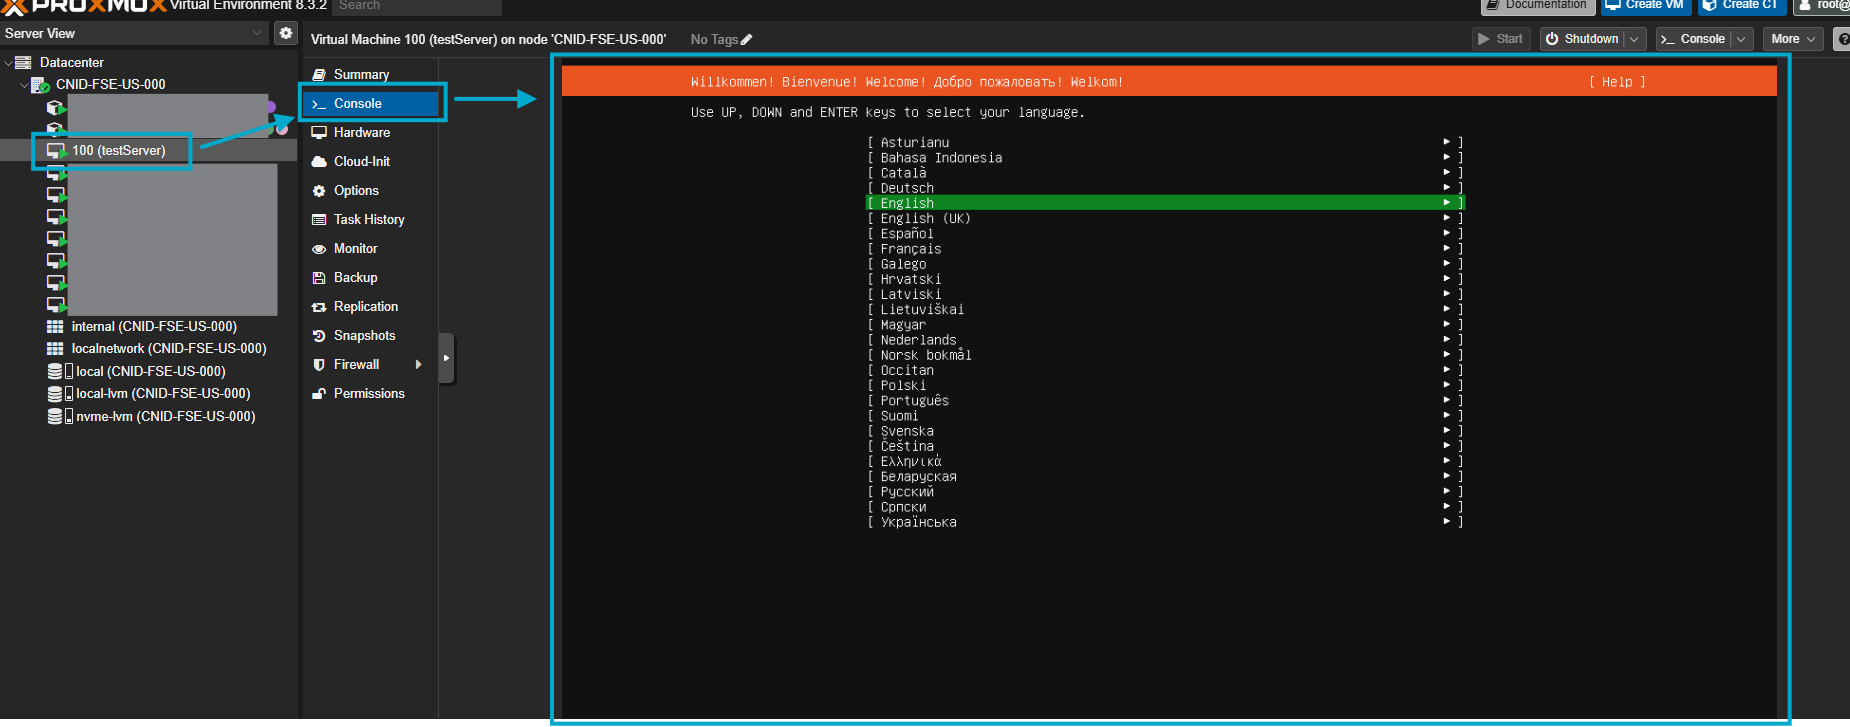 PROXMOX Virtual Environment 8.3.2 Search Documentation Create VM Create CT root@
Server View
Virtual Machine 100 (testServer) on node 'CNID-FSE-US-000' No Tags Start Shutdown Console More
Datacenter
CNID-FSE-US-000
100 (testServer)
internal (CNID-FSE-US-000)
localnetwork (CNID-FSE-US-000)
local (CNID-FSE-US-000)
local-lvm (CNID-FSE-US-000)
nvme-lvm (CNID-FSE-US-000)
Summary
>_ Console
Hardware
Cloud-Init
Options
Task History
Monitor
Backup
Replication
Snapshots
Firewall
Permissions
Willkommen! Bienvenue! Welcome! Добро пожаловать! Welkom! [ Help ]
Use UP, DOWN and ENTER keys to select your language.
[ Asturianu ▸ ]
[ Bahasa Indonesia ▸ ]
[ Català ▸ ]
[ Deutsch ▸ ]
[ English ▸ ]
[ English (UK) ▸ ]
[ Español ▸ ]
[ Français ▸ ]
[ Galego ▸ ]
[ Hrvatski ▸ ]
[ Latviski ▸ ]
[ Lietuviškai ▸ ]
[ Magyar ▸ ]
[ Nederlands ▸ ]
[ Norsk bokmål ▸ ]
[ Occitan ▸ ]
[ Polski ▸ ]
[ Português ▸ ]
[ Suomi ▸ ]
[ Svenska ▸ ]
[ Čeština ▸ ]
[ Ελληνικά ▸ ]
[ Беларуская ▸ ]
[ Русский ▸ ]
[ Српски ▸ ]
[ Українська ▸ ]